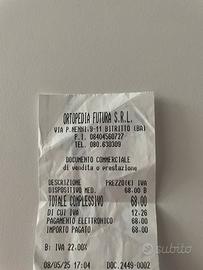 ORTOPEDIA FUTURA S.R.L.
VIA P.NENNI,9-11 BITRITTO (BA)
P.I. 08404560727
TEL. 080.630309
DOCUMENTO COMMERCIALE
di vendita o prestazione
DESCRIZIONE PREZZO(€) IVA
DISPOSITIVO MED. 68.00 B
TOTALE COMPLESSIVO 68.00
DI CUI IVA 12.26
PAGAMENTO ELETTRONICO 68.00
IMPORTO PAGATO 68.00
B: IVA 22.00%
08/05/25 17:04 DOC.2449-0002
subito